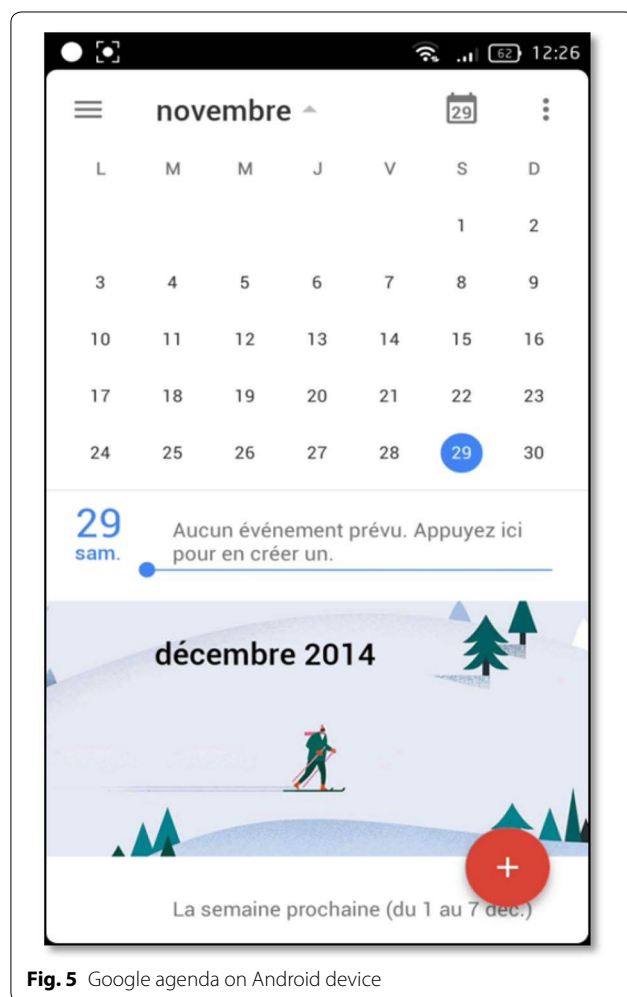 62 12:26
novembre 29
L M M J V S D
1 2
3 4 5 6 7 8 9
10 11 12 13 14 15 16
17 18 19 20 21 22 23
24 25 26 27 28 29 30
29 Aucun événement prévu. Appuyez ici
sam. pour en créer un.
décembre 2014
+
La semaine prochaine (du 1 au 7 déc.)
Fig. 5 Google agenda on Android device